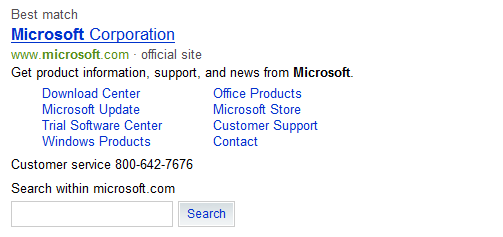 Best match
Microsoft Corporation
www.microsoft.com · official site
Get product information, support, and news from Microsoft.
Download Center Office Products
Microsoft Update Microsoft Store
Trial Software Center Customer Support
Windows Products Contact
Customer service 800-642-7676
Search within microsoft.com
Search